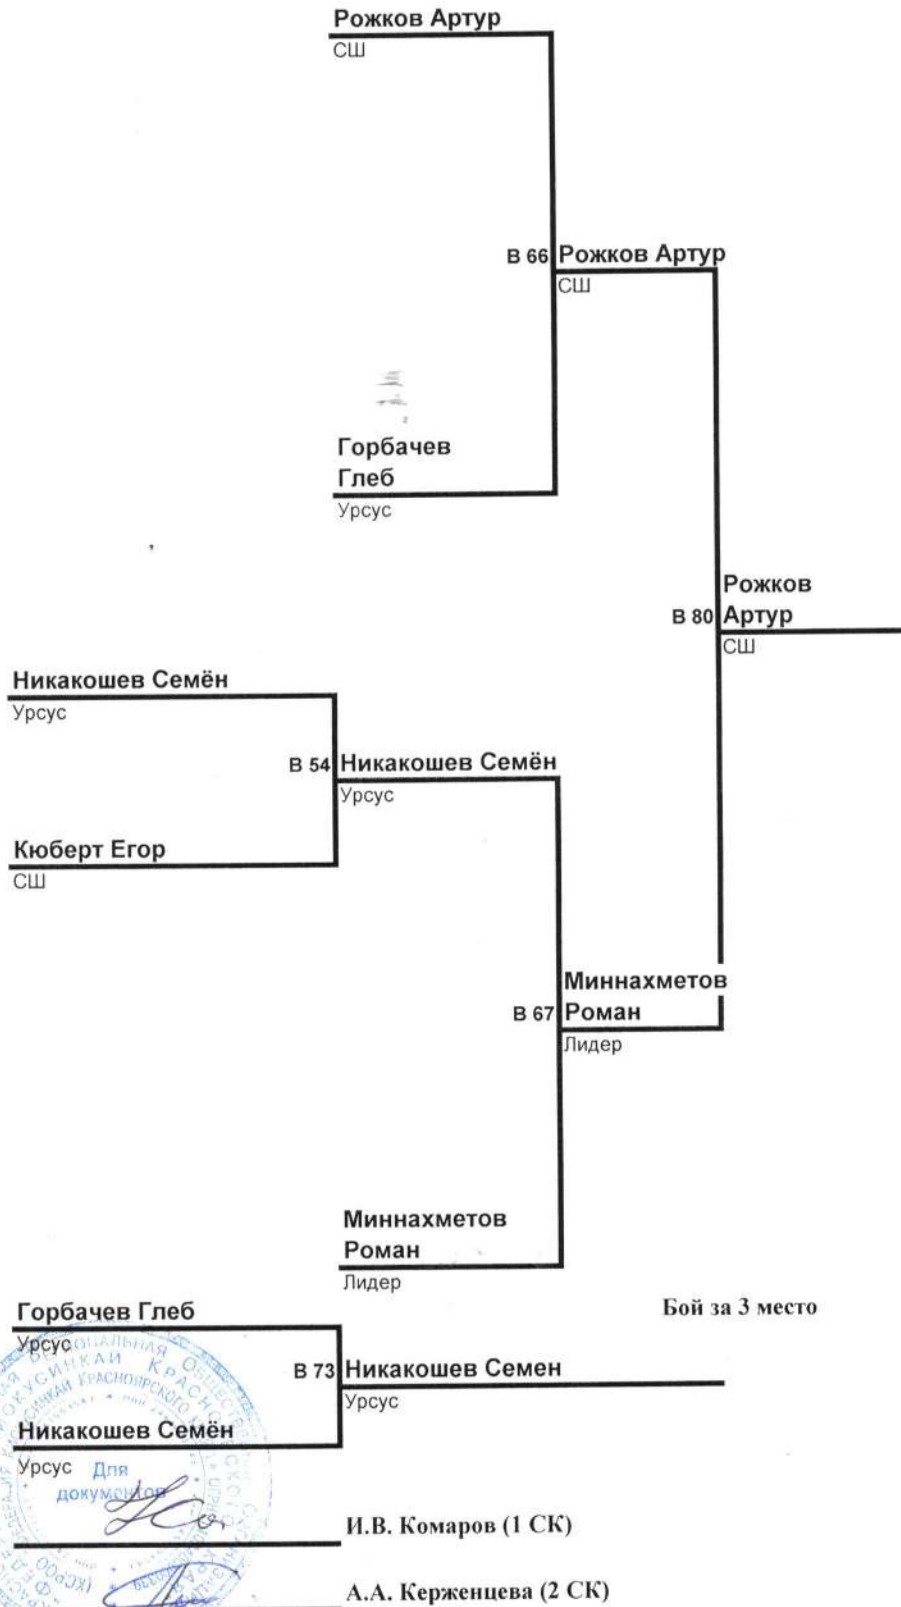 Рожков Артур
СШ
В 66 Рожков Артур
СШ
Горбачев
Глеб
Урсус
Рожков
В 80 Артур
СШ
Никакошев Семён
Урсус
В 54 Никакошев Семён
Урсус
Кюберт Егор
СШ
Миннахметов
В 67 Роман
Лидер
Миннахметов
Роман
Лидер
Бой за 3 место
Горбачев Глеб
Урсус
В 73 Никакошев Семен
Урсус
Никакошев Семён
Урсус
Для
документов
И.В. Комаров (1 СК)
А.А. Керженцева (2 СК)